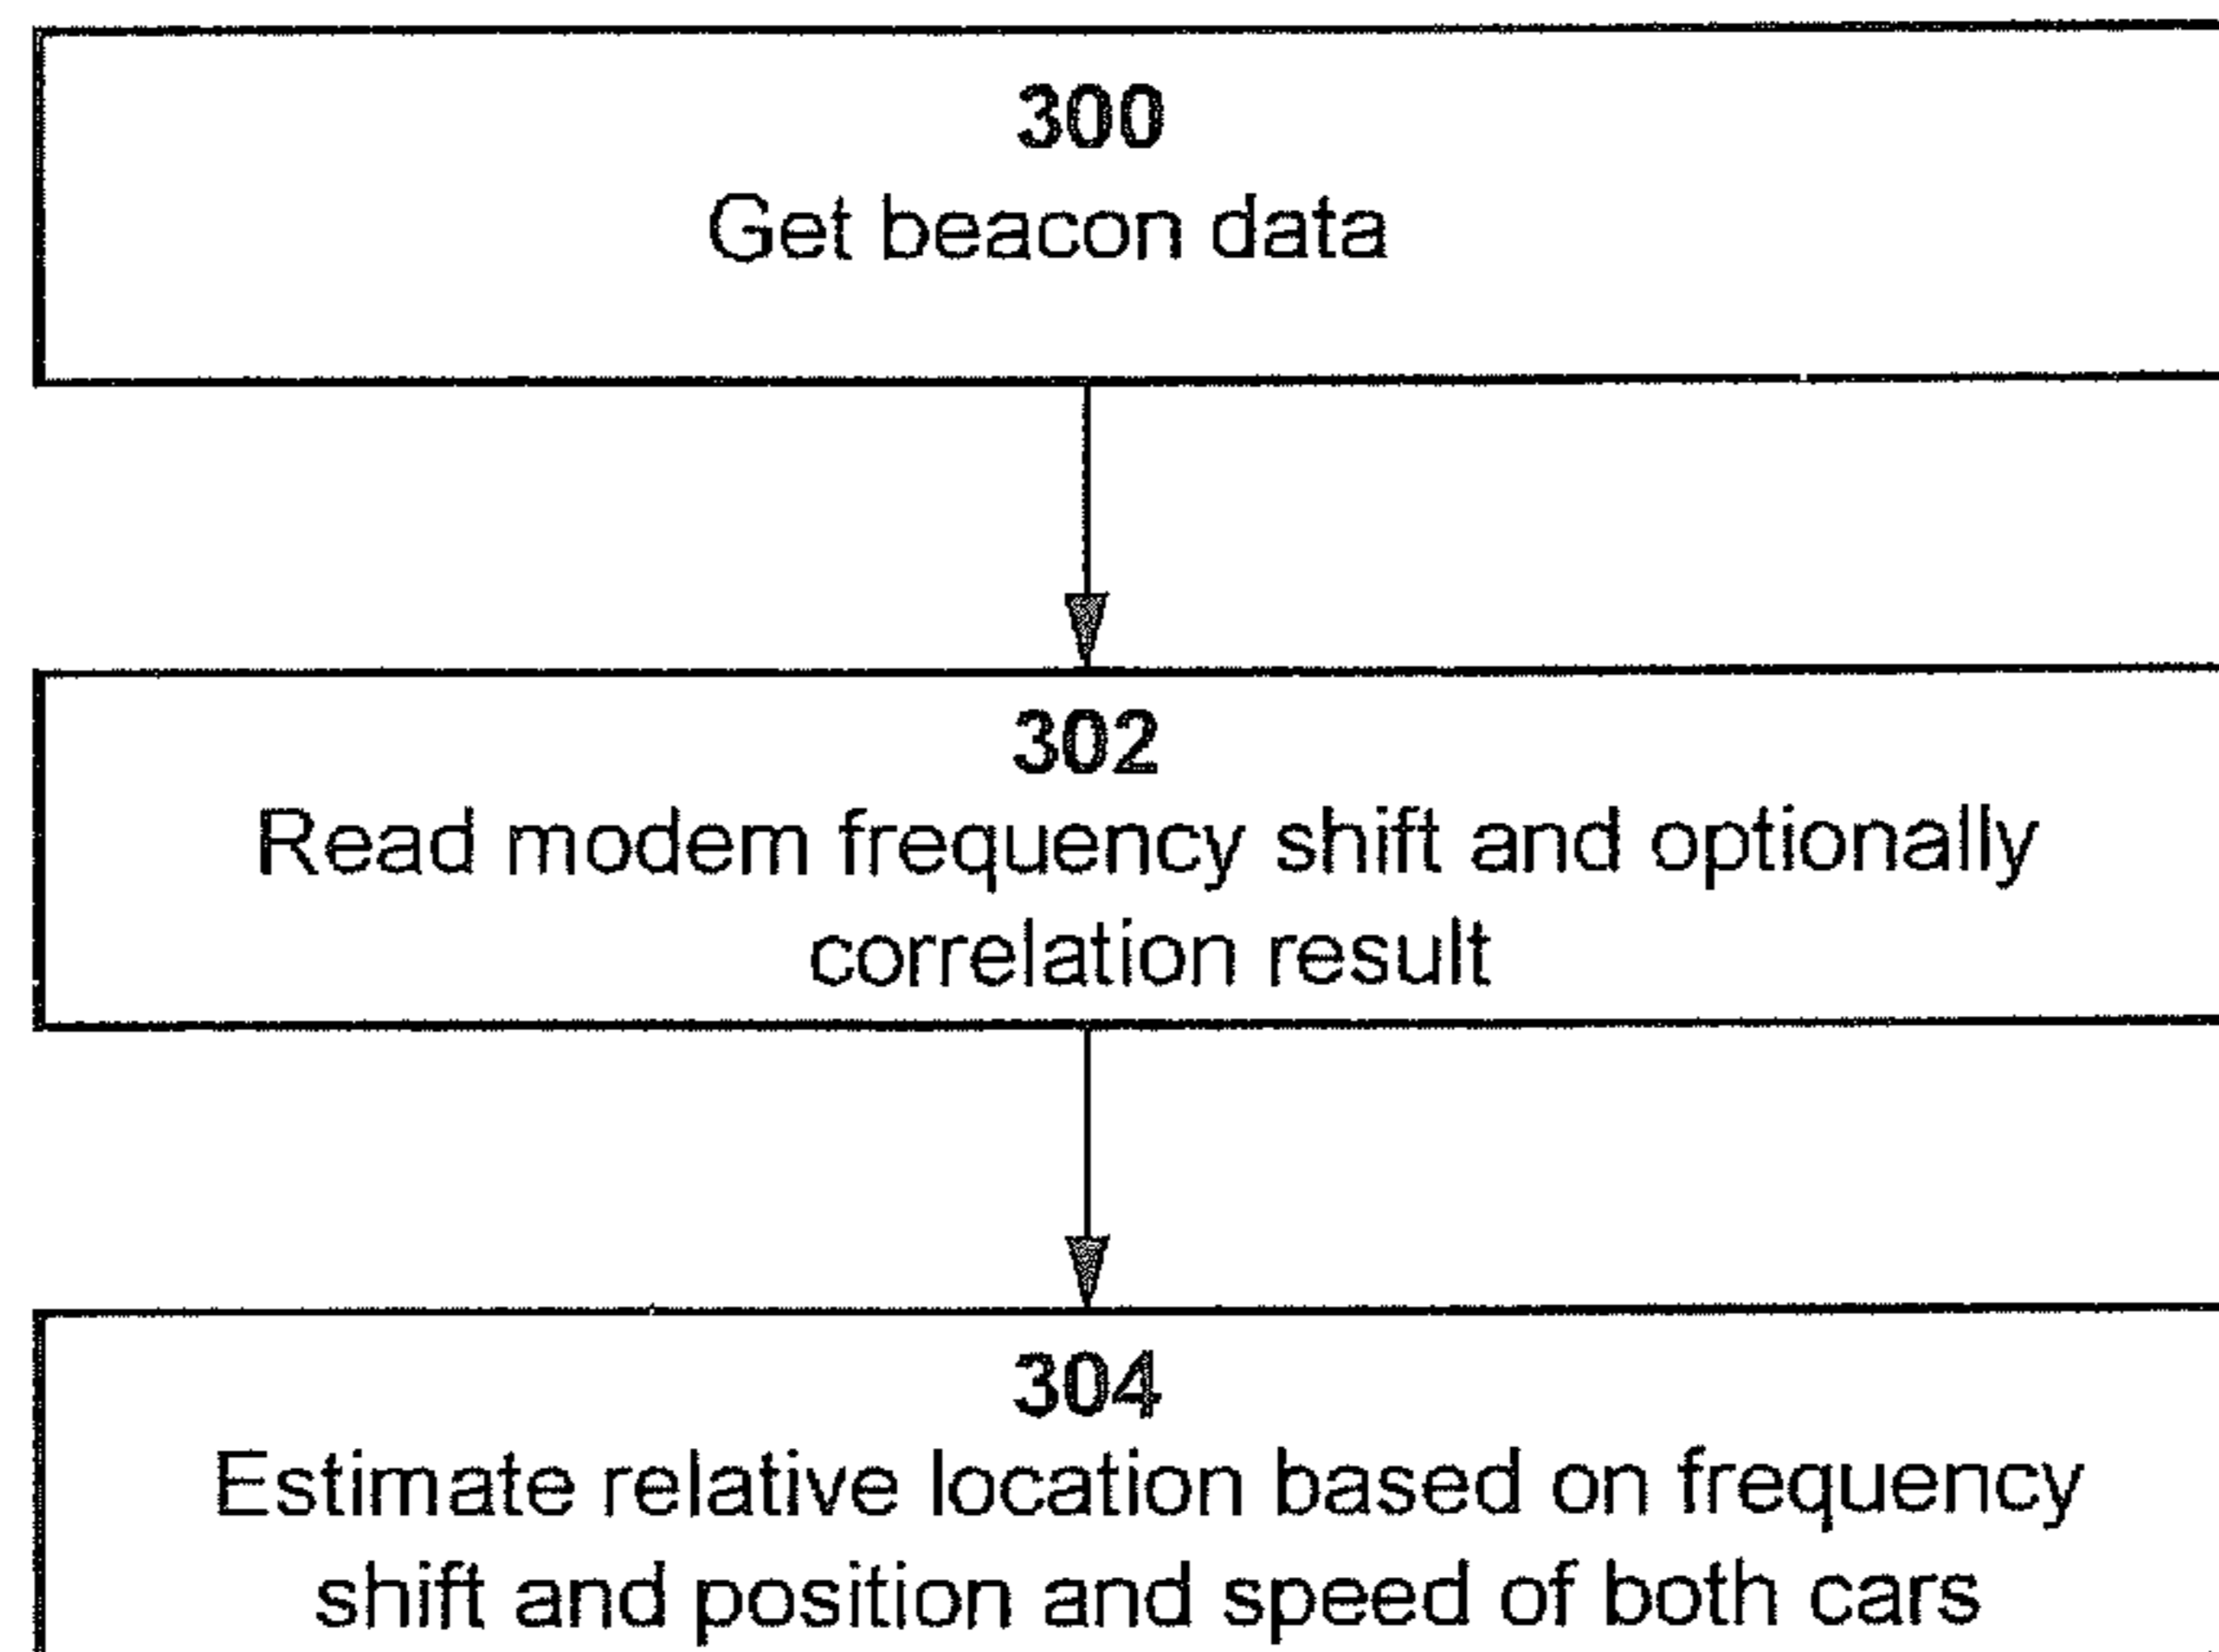 300
Get beacon data
302
Read modem frequency shift and optionally
correlation result
304
Estimate relative location based on frequency
shift and position and speed of both cars